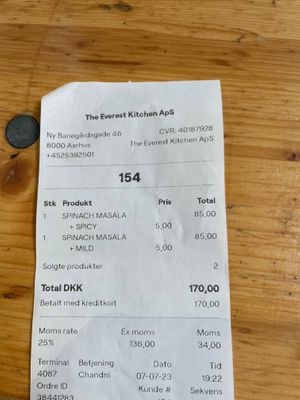 The Everest Kitchen ApS
Ny Banegårdsgade 46 CVR: 40187928
8000 Aarhus The Everest Kitchen ApS
+4525392501
154
Stk Produkt Pris Total
1 SPINACH MASALA 85,00
+ SPICY 5,00
1 SPINACH MASALA 85,00
+ MILD 5,00
Solgte produkter 2
Total DKK 170,00
Betalt med kreditkort 170,00
Moms rate Ex moms Moms
25% 136,00 34,00
Terminal Betjening Dato Tid
4087 Chandni 07-07-23 19:22
Ordre ID Kunde # Sekvens
38441283